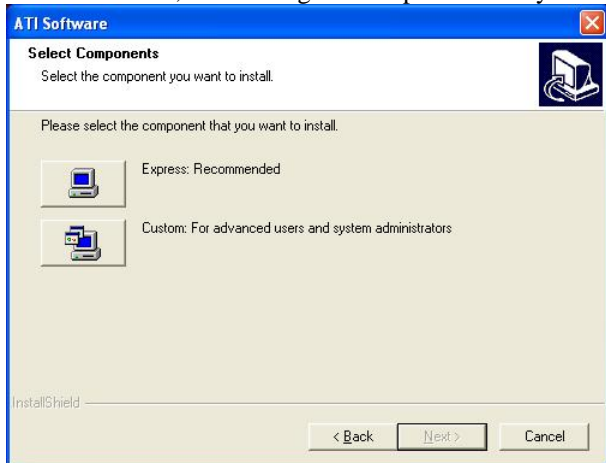 ATI Software
Select Components
Select the component you want to install.
Please select the component that you want to install.
Express: Recommended
Custom: For advanced users and system administrators
InstallShield
< Back Next > Cancel